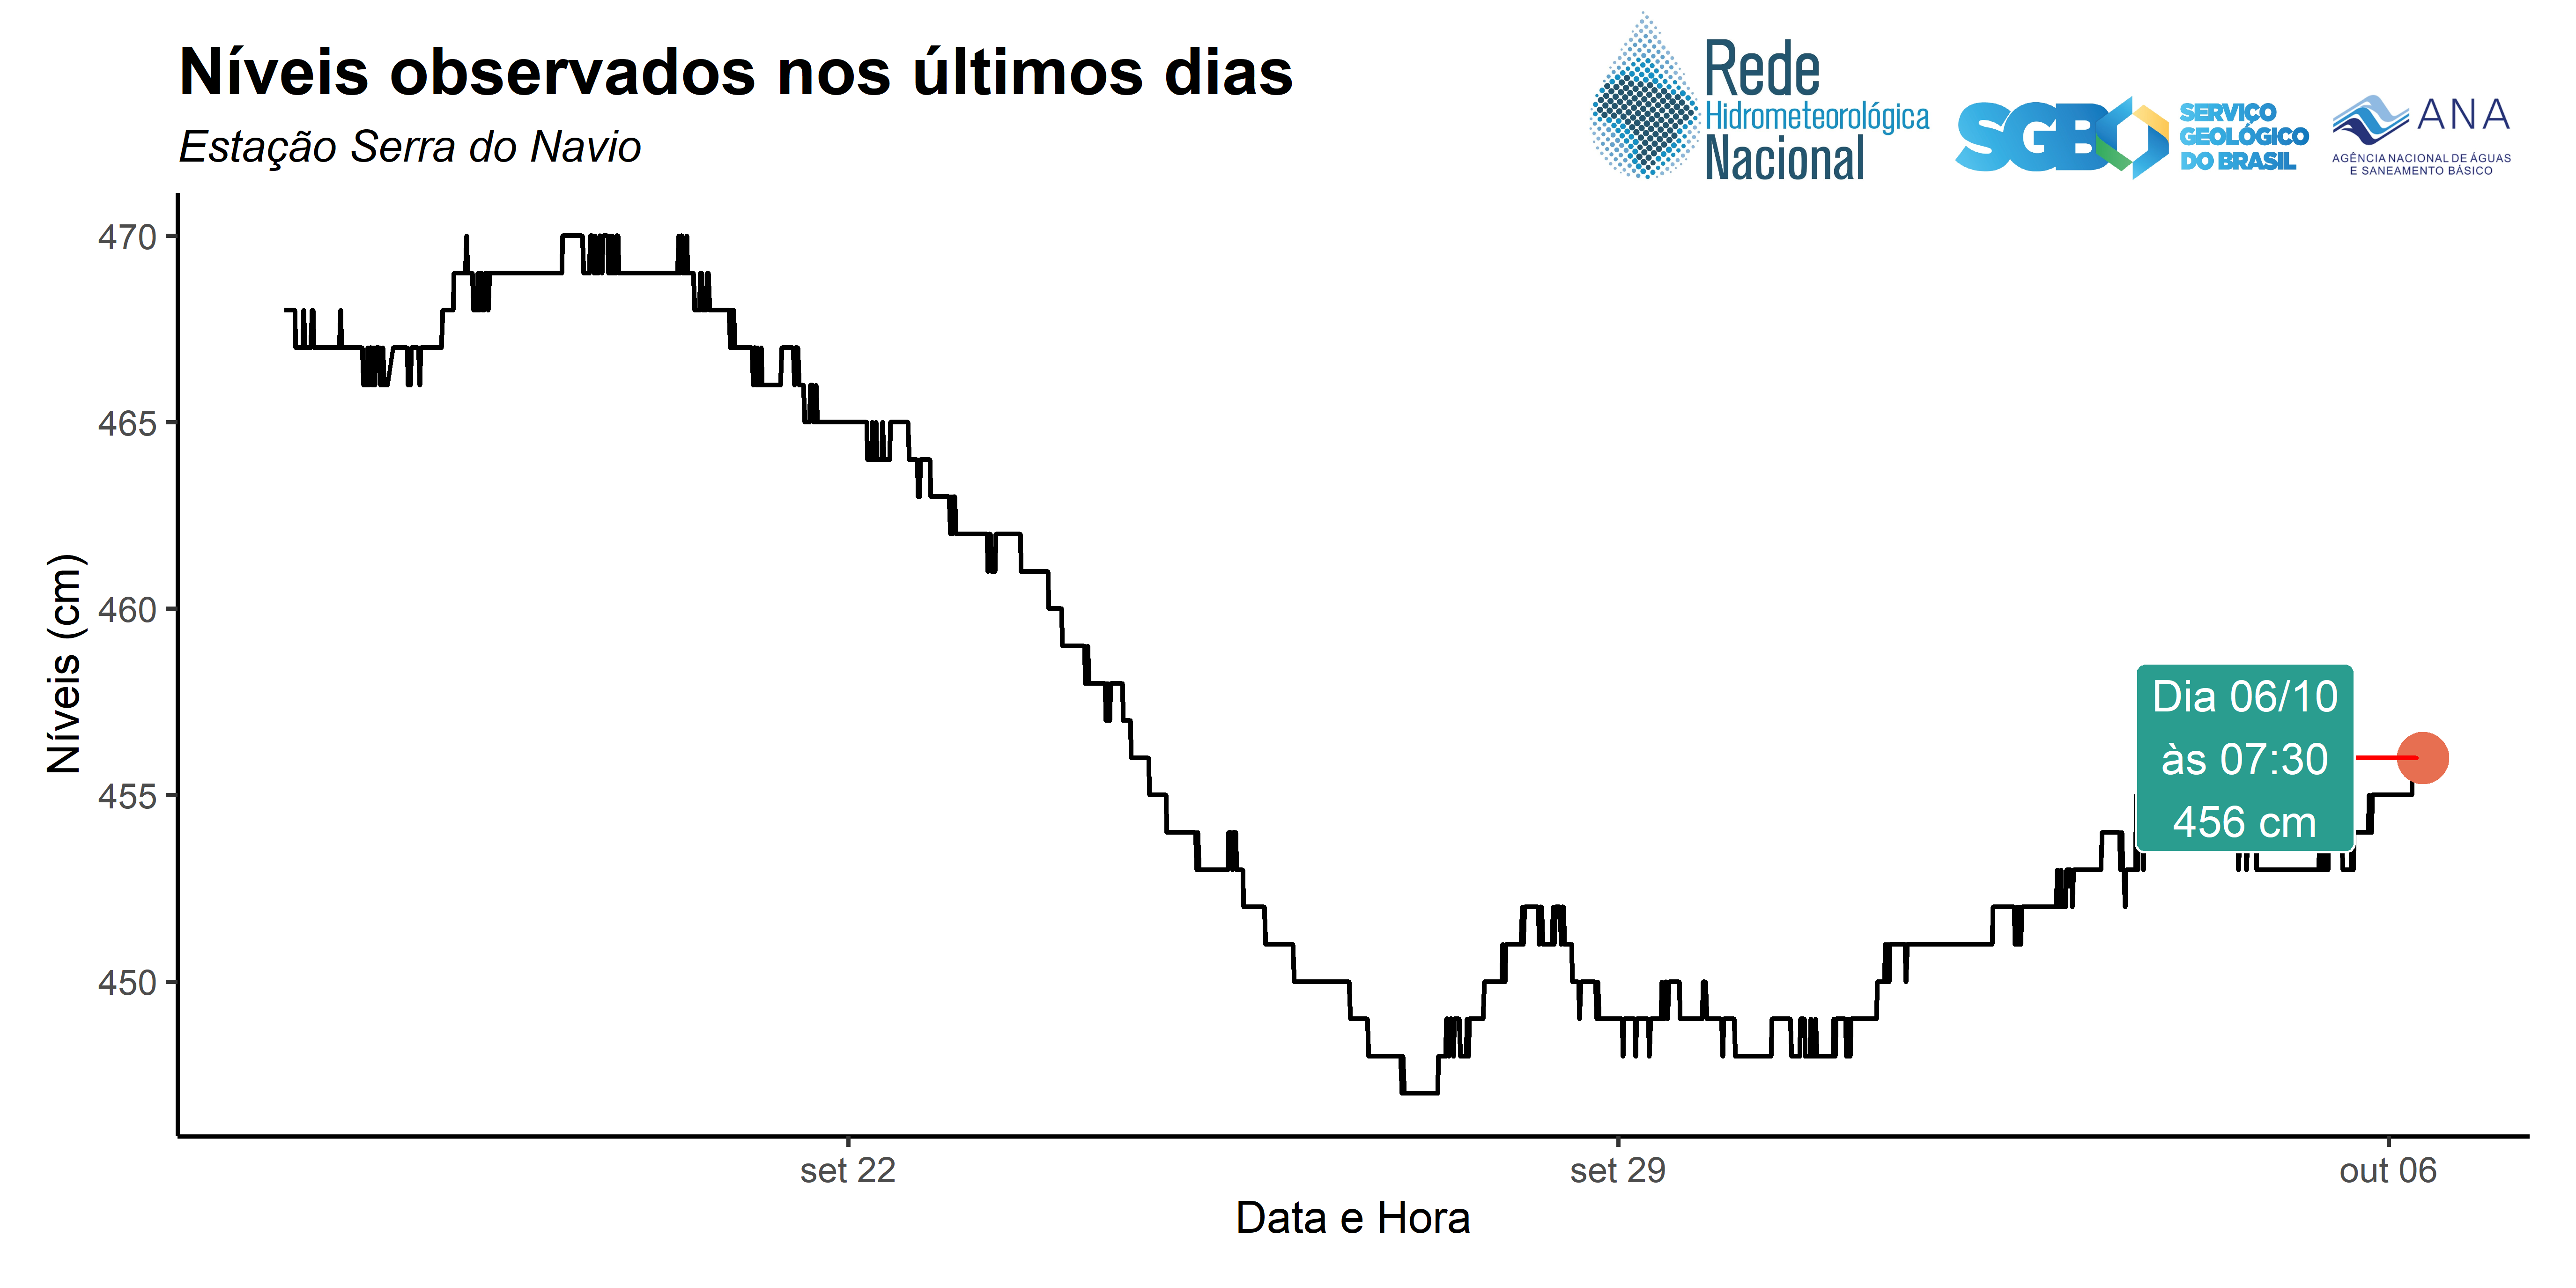 Níveis observados nos últimos dias
Estação Serra do Navio
Rede
Hidrometeorológica
Nacional
SGB
SERVIÇO
GEOLÓGICO
DO BRASIL
ANA
AGÊNCIA NACIONAL DE ÁGUAS
E SANEAMENTO BÁSICO
470
465
460
455
450
Níveis (cm)
Dia 06/10
às 07:30
456 cm
set 22
set 29
out 06
Data e Hora